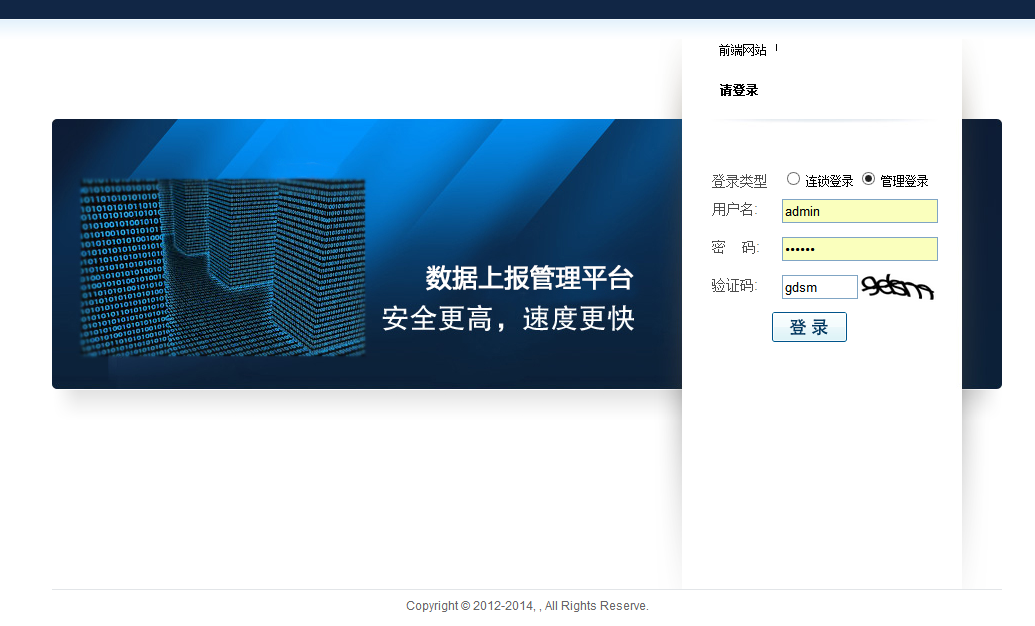 前端网站
请登录
登录类型 连锁登录 管理登录
用户名: admin
密 码: ••••••
验证码: gdsm gdsm
登 录
数据上报管理平台
安全更高，速度更快
Copyright © 2012-2014, , All Rights Reserve.